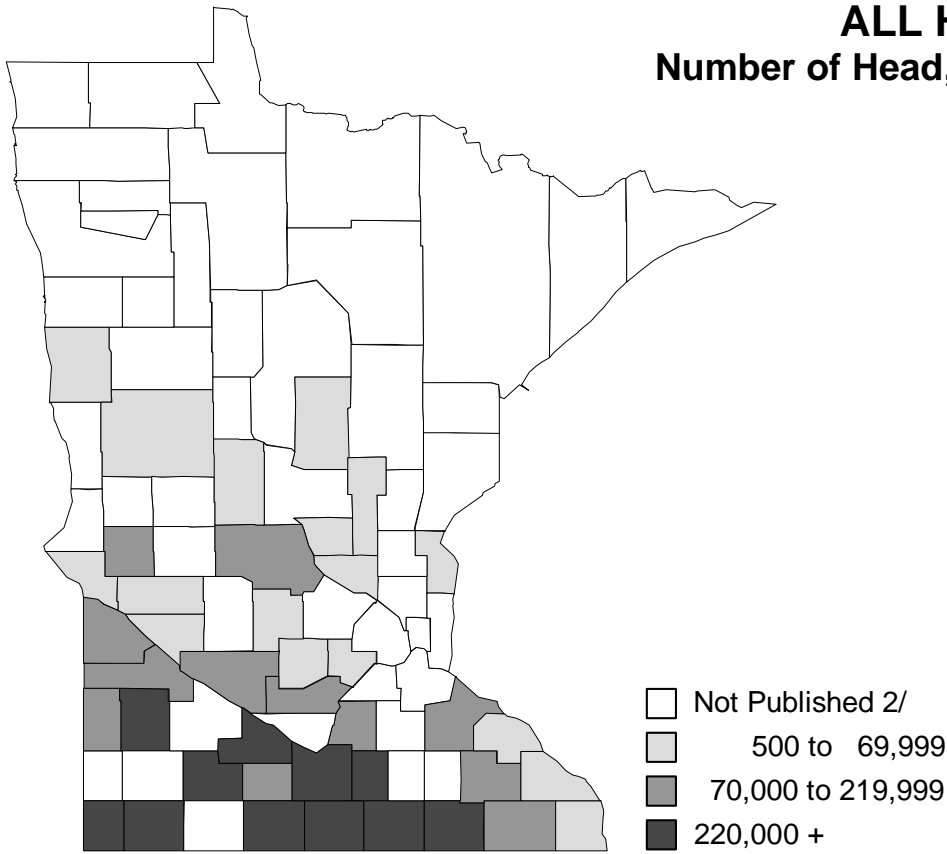 ALL H
Number of Head,
Not Published 2/
500 to 69,999
70,000 to 219,999
220,000 +